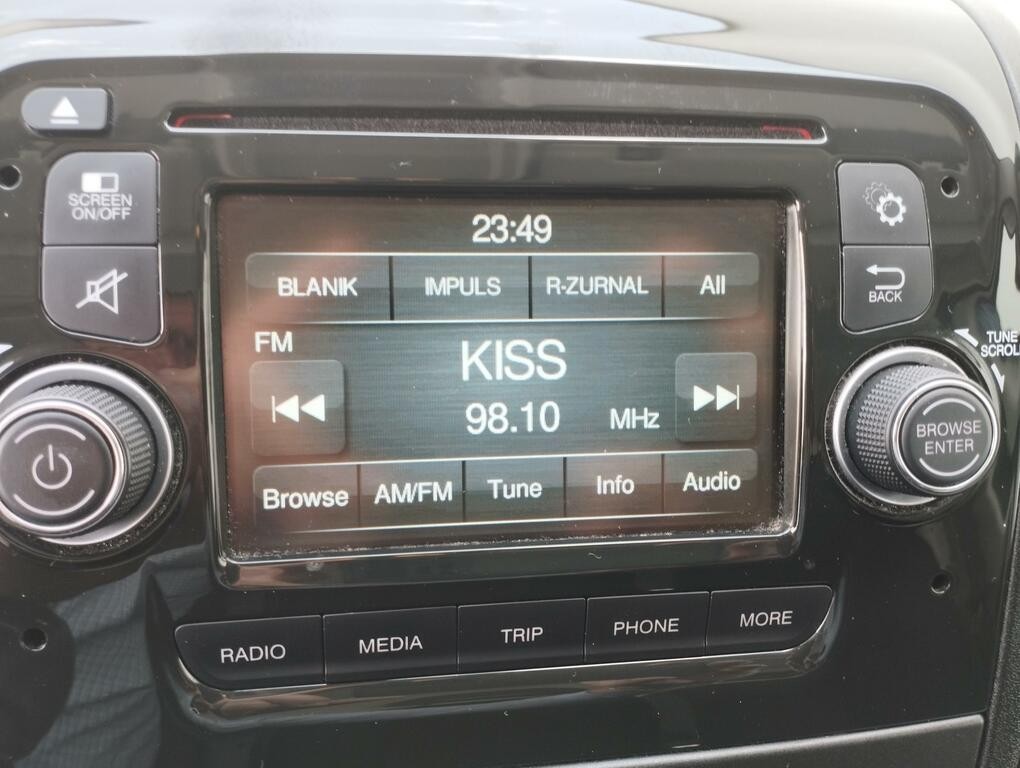 SCREEN
ON/OFF
23:49
BLANIK IMPULS R-ZURNAL All
BACK
FM
KISS
98.10 MHz
TUNE
SCROLL
BROWSE
ENTER
Browse AM/FM Tune Info Audio
RADIO MEDIA TRIP PHONE MORE